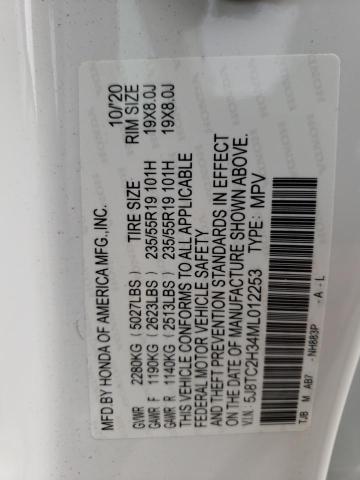 MFD BY HONDA OF AMERICA MFG.,INC. 10/20
TIRE SIZE RIM SIZE
GVWR 2280KG (5027LBS)
GAWR F 1190KG (2623LBS) 235/55R19 101H 19X8.0J
GAWR R 1140KG (2513LBS) 235/55R19 101H 19X8.0J
THIS VEHICLE CONFORMS TO ALL APPLICABLE
FEDERAL MOTOR VEHICLE SAFETY
AND THEFT PREVENTION STANDARDS IN EFFECT
ON THE DATE OF MANUFACTURE SHOWN ABOVE.
V.I.N: 5J8TC2H34ML012253 TYPE: MPV
TJB M AB7 - NH883P - A - L
HONDA